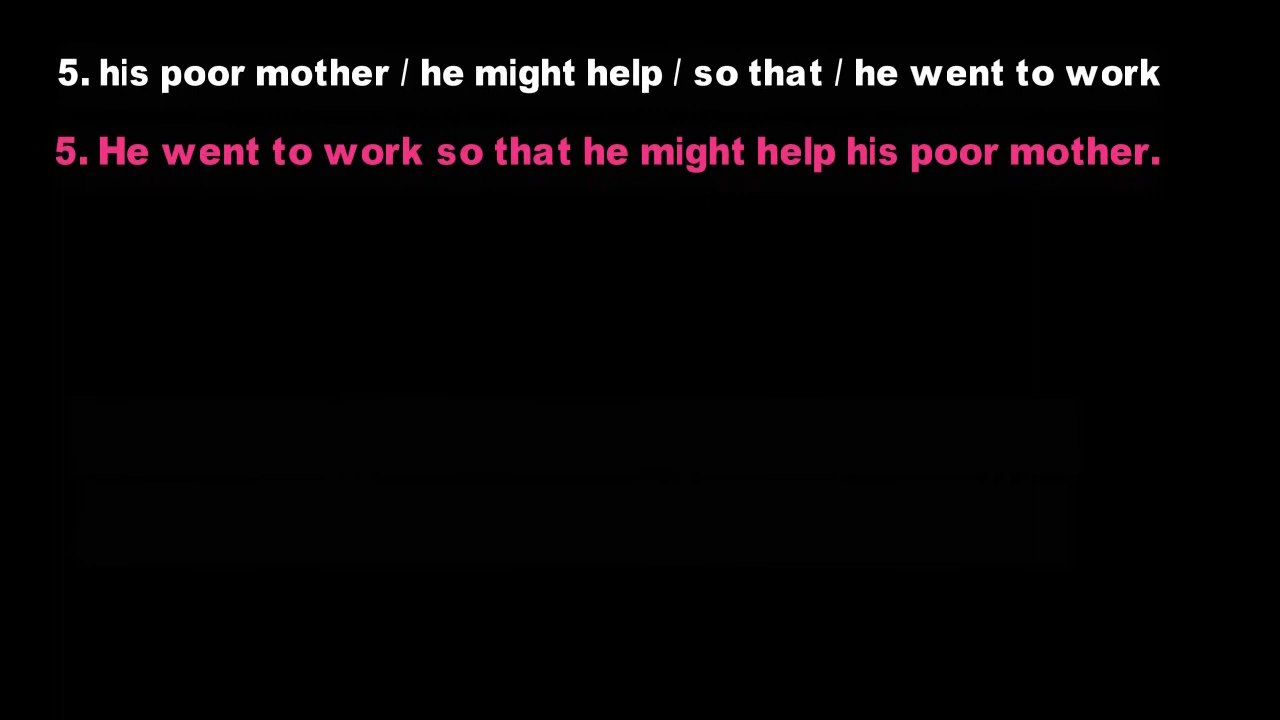 5. his poor mother / he might help / so that / he went to work
5. He went to work so that he might help his poor mother.